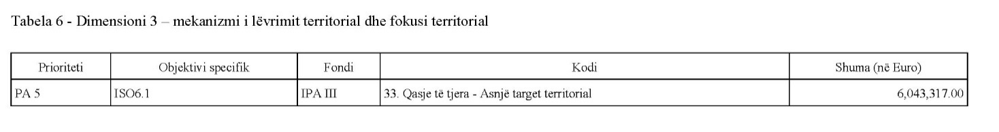 Tabela 6 - Dimensioni 3 – mekanizmi i lëvrimit territorial dhe fokusi territorial
Prioriteti Objektivi specifik Fondi Kodi Shuma (në Euro)
PA 5 ISO6.1 IPA III 33. Qasje të tjera - Asnjë target territorial 6,043,317.00